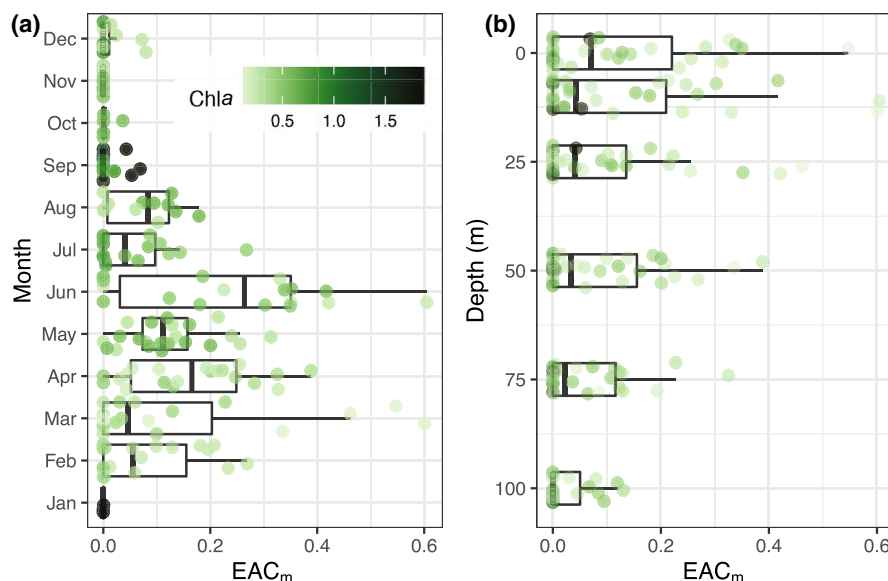 (a)
(b)
Dec
Nov
Oct
Sep
Aug
Jul
Jun
May
Apr
Mar
Feb
Jan
Month
Chla
0.5 1.0 1.5
0.0 0.2 0.4 0.6
EACm
0
25
50
75
100
Depth (m)
0.0 0.2 0.4 0.6
EACm